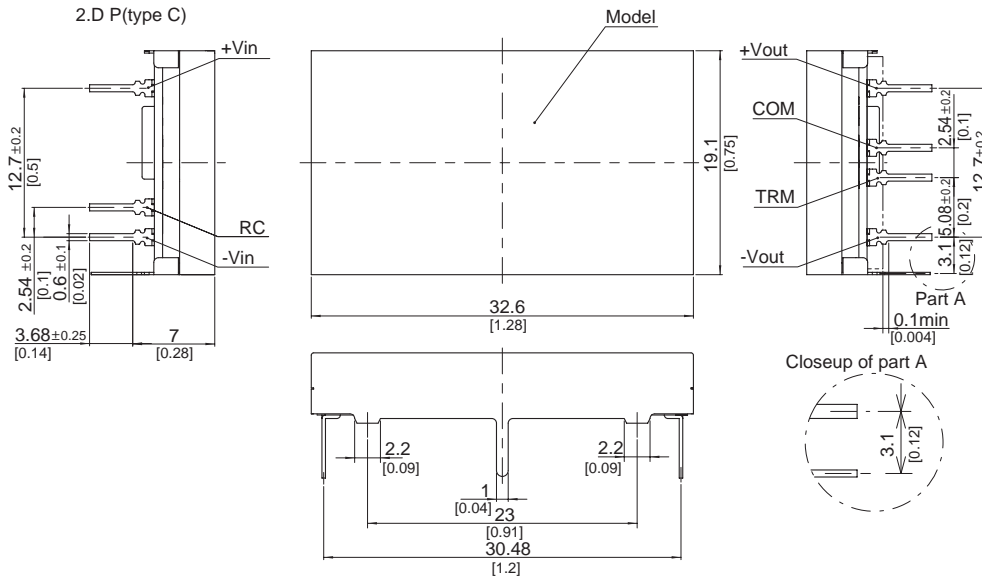 2.D P(type C)
Model
+Vin
RC
-Vin
12.7±0.2
[0.5]
2.54 ±0.2
[0.1]
0.6 ±0.1
[0.02]
3.68±0.25
[0.14]
7
[0.28]
19.1
[0.75]
32.6
[1.28]
+Vout
COM
TRM
-Vout
2.54±0.2
[0.1]
12.7±0.2
5.08±0.2
[0.2]
3.1
[0.12]
Part A
0.1min
[0.004]
Closeup of part A
3.1
[0.12]
2.2
[0.09]
2.2
[0.09]
1
[0.04]
23
[0.91]
30.48
[1.2]